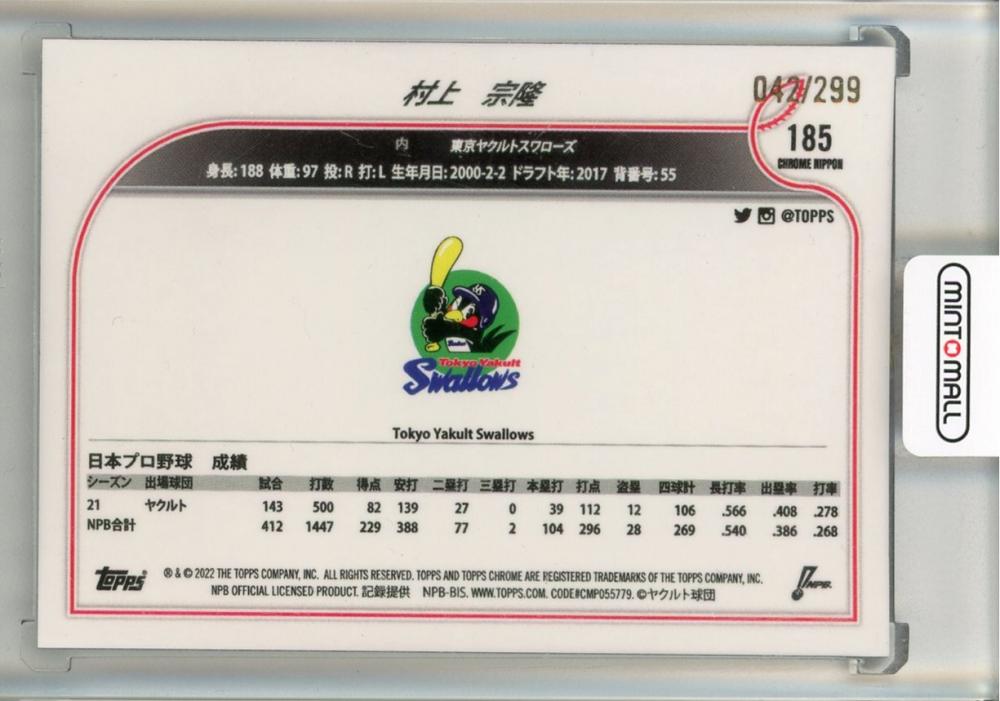 村上 宗隆
042/299
185
CHROME NIPPON
内 東京ヤクルトスワローズ
身長:188 体重:97 投:R 打:L 生年月日:2000-2-2 ドラフト年:2017 背番号:55
@TOPPS
Tokyo Yakult
Swallows
Tokyo Yakult Swallows
日本プロ野球 成績
シーズン 出場球団 試合 打数 得点 安打 二塁打 三塁打 本塁打 打点 盗塁 四球計 長打率 出塁率 打率
21 ヤクルト 143 500 82 139 27 0 39 112 12 106 .566 .408 .278
NPB合計 412 1447 229 388 77 2 104 296 28 269 .540 .386 .268
Topps
® & © 2022 THE TOPPS COMPANY, INC. ALL RIGHTS RESERVED. TOPPS AND TOPPS CHROME ARE REGISTERED TRADEMARKS OF THE TOPPS COMPANY, INC.
NPB OFFICIAL LICENSED PRODUCT. 記録提供 NPB-BIS. WWW.TOPPS.COM. CODE#CMP055779. ©ヤクルト球団
NPB
MINTOMALL